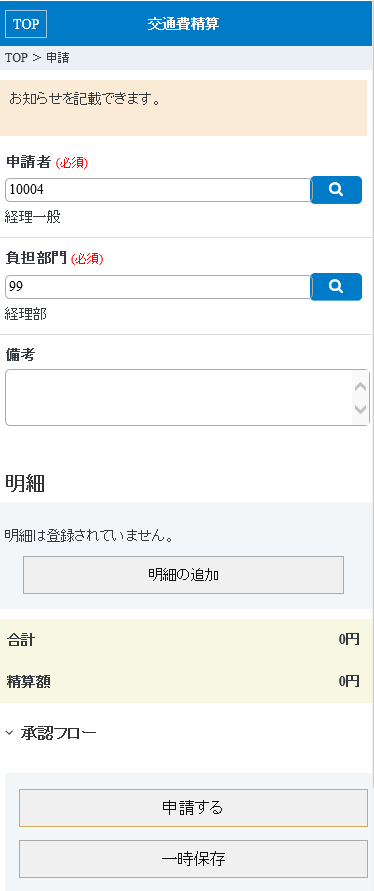 TOP
交通費精算
TOP > 申請
お知らせを記載できます。
申請者 (必須)
10004
経理一般
負担部門 (必須)
99
経理部
備考
明細
明細は登録されていません。
明細の追加
合計 0円
精算額 0円
承認フロー
申請する
一時保存